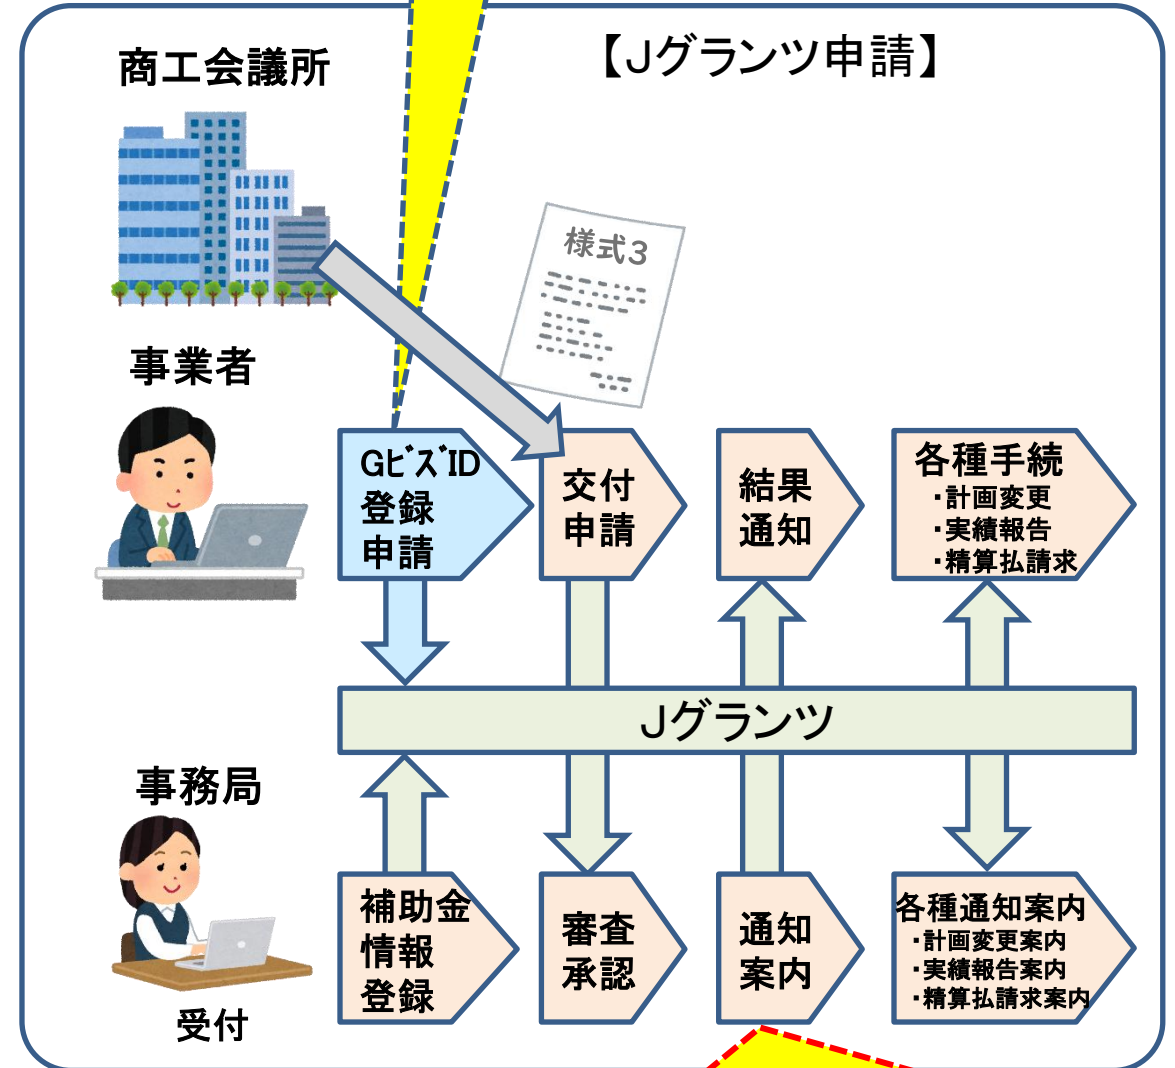 【Jグランツ申請】
商工会議所
様式3
事業者
Gﾋﾞｽﾞ ID
登録
申請
交付
申請
結果
通知
各種手続
・計画変更
・実績報告
・精算払請求
Jグランツ
事務局
受付
補助金
情報
登録
審査
承認
通知
案内
各種通知案内
・計画変更案内
・実績報告案内
・精算払請求案内